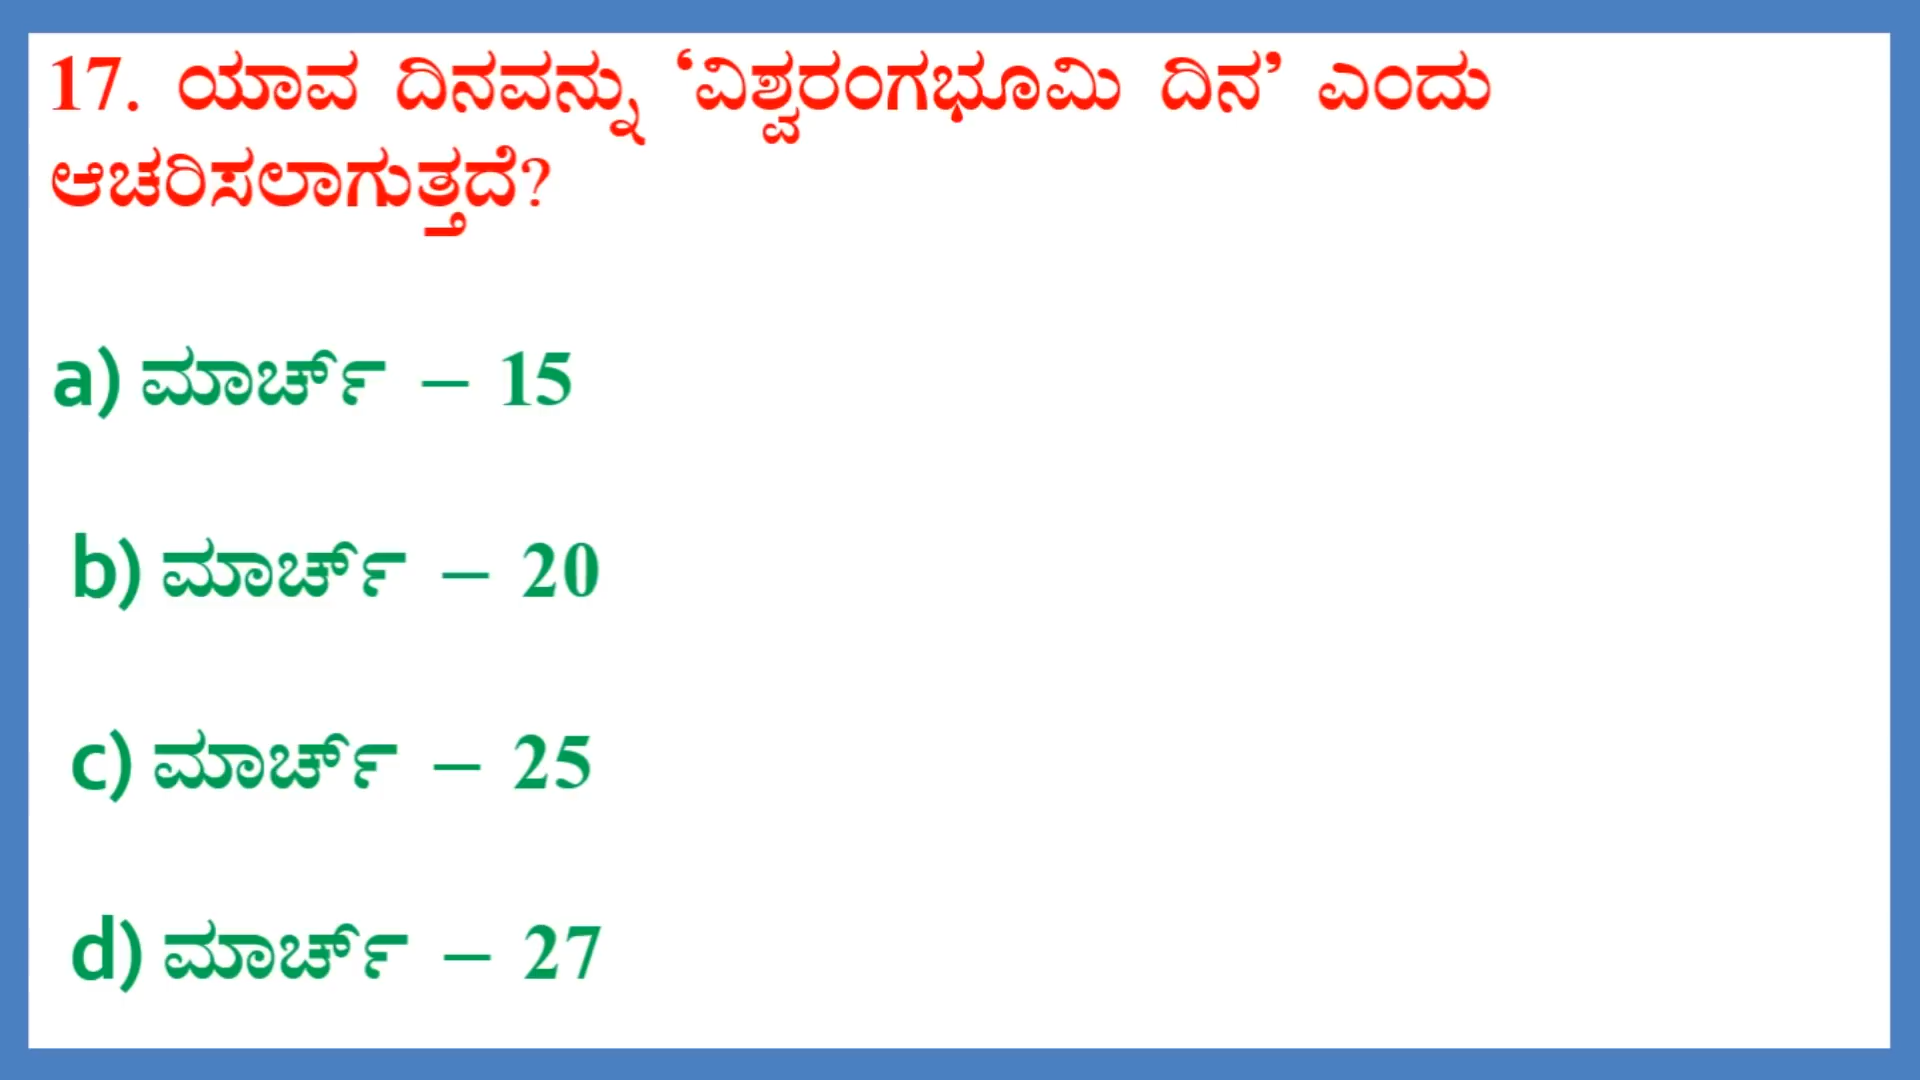 17. ಯಾವ ದಿನವನ್ನು ‘ವಿಶ್ವರಂಗಭೂಮಿ ದಿನ’ ಎಂದು
ಆಚರಿಸಲಾಗುತ್ತದೆ?
a) ಮಾರ್ಚ್ – 15
b) ಮಾರ್ಚ್ – 20
c) ಮಾರ್ಚ್ – 25
d) ಮಾರ್ಚ್ – 27